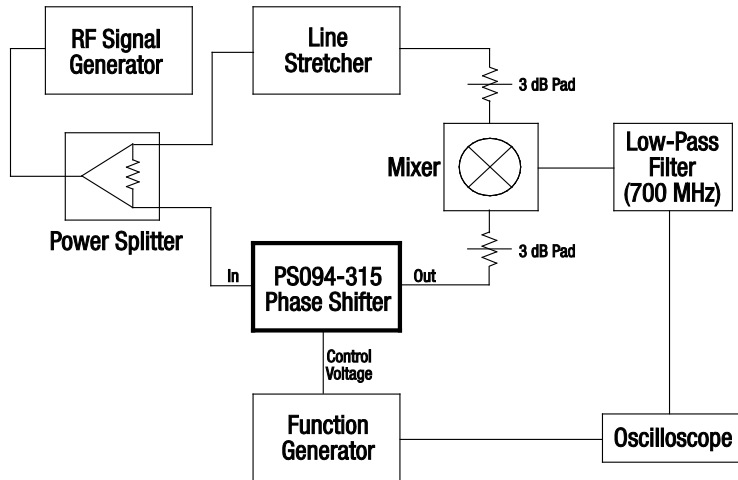 RF Signal
Generator
Line
Stretcher
3 dB Pad
Mixer
Low-Pass
Filter
(700 MHz)
Power Splitter
3 dB Pad
In
PS094-315
Phase Shifter
Out
Control
Voltage
Function
Generator
Oscilloscope